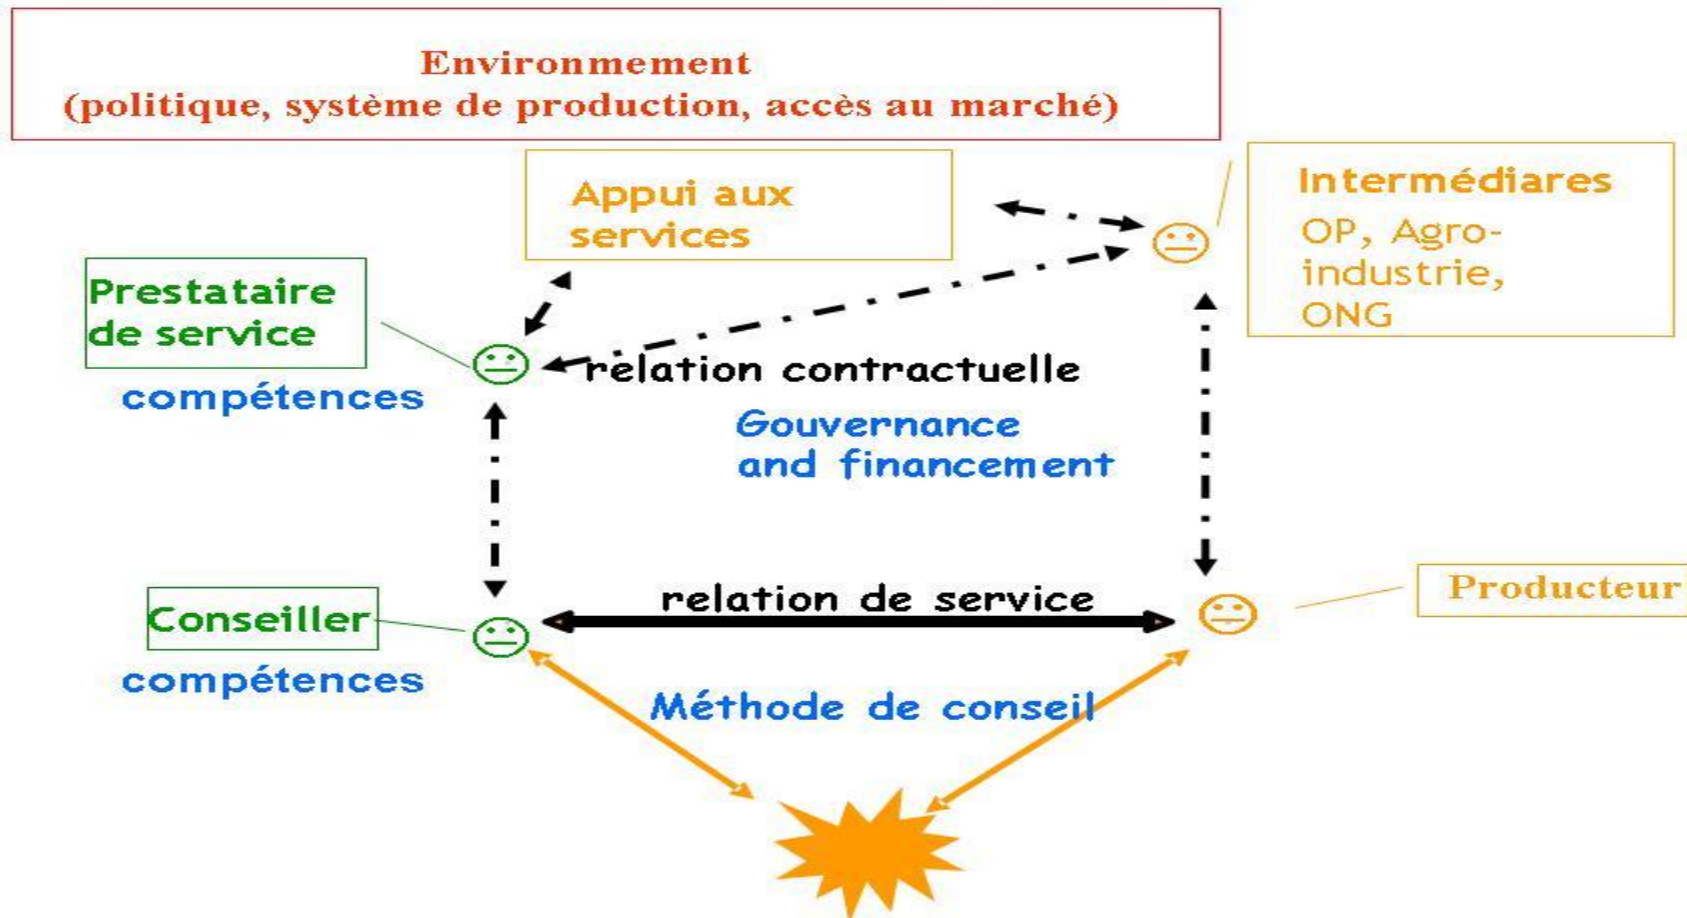 Environmement
(politique, système de production, accès au marché)
Appui aux
services
Intermédiares
OP, Agro-
industrie,
ONG
Prestataire
de service
compétences
relation contractuelle
Gouvernance
and financement
Conseiller
compétences
relation de service
Producteur
Méthode de conseil